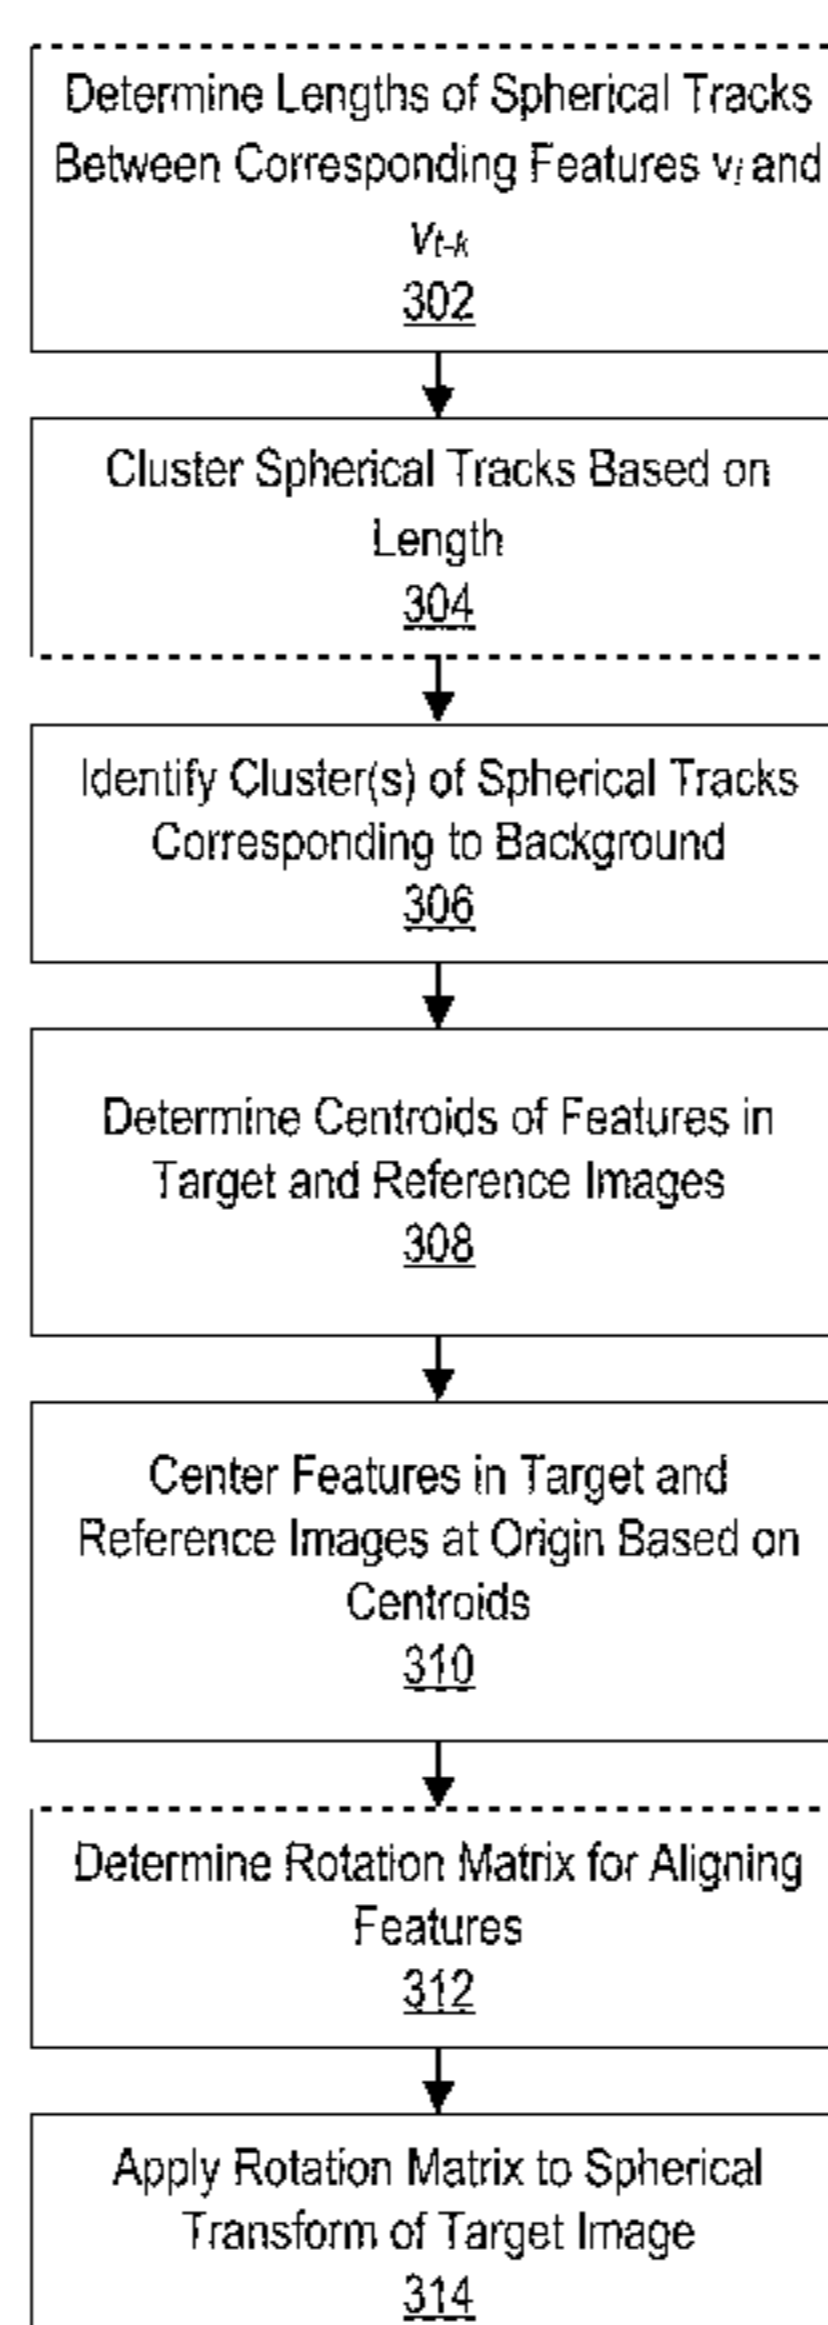 Determine Lengths of Spherical Tracks
Between Corresponding Features vᵢ and
vₜ₋ₖ
302
Cluster Spherical Tracks Based on
Length
304
Identify Cluster(s) of Spherical Tracks
Corresponding to Background
306
Determine Centroids of Features in
Target and Reference Images
308
Center Features in Target and
Reference Images at Origin Based on
Centroids
310
Determine Rotation Matrix for Aligning
Features
312
Apply Rotation Matrix to Spherical
Transform of Target Image
314